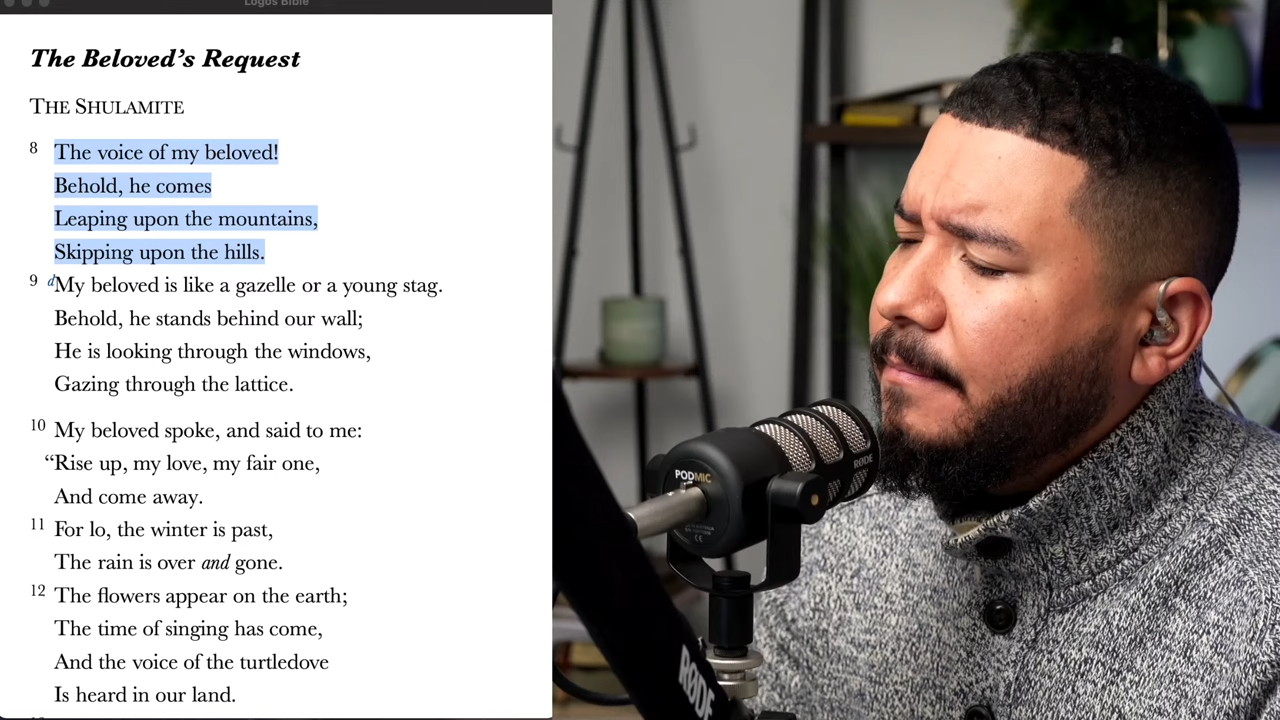 Logos Bible
The Beloved’s Request
THE SHULAMITE
8 The voice of my beloved!
Behold, he comes
Leaping upon the mountains,
Skipping upon the hills.
9 dMy beloved is like a gazelle or a young stag.
Behold, he stands behind our wall;
He is looking through the windows,
Gazing through the lattice.
10 My beloved spoke, and said to me:
“Rise up, my love, my fair one,
And come away.
11 For lo, the winter is past,
The rain is over and gone.
12 The flowers appear on the earth;
The time of singing has come,
And the voice of the turtledove
Is heard in our land.
RØDE
PODMIC
RØDE